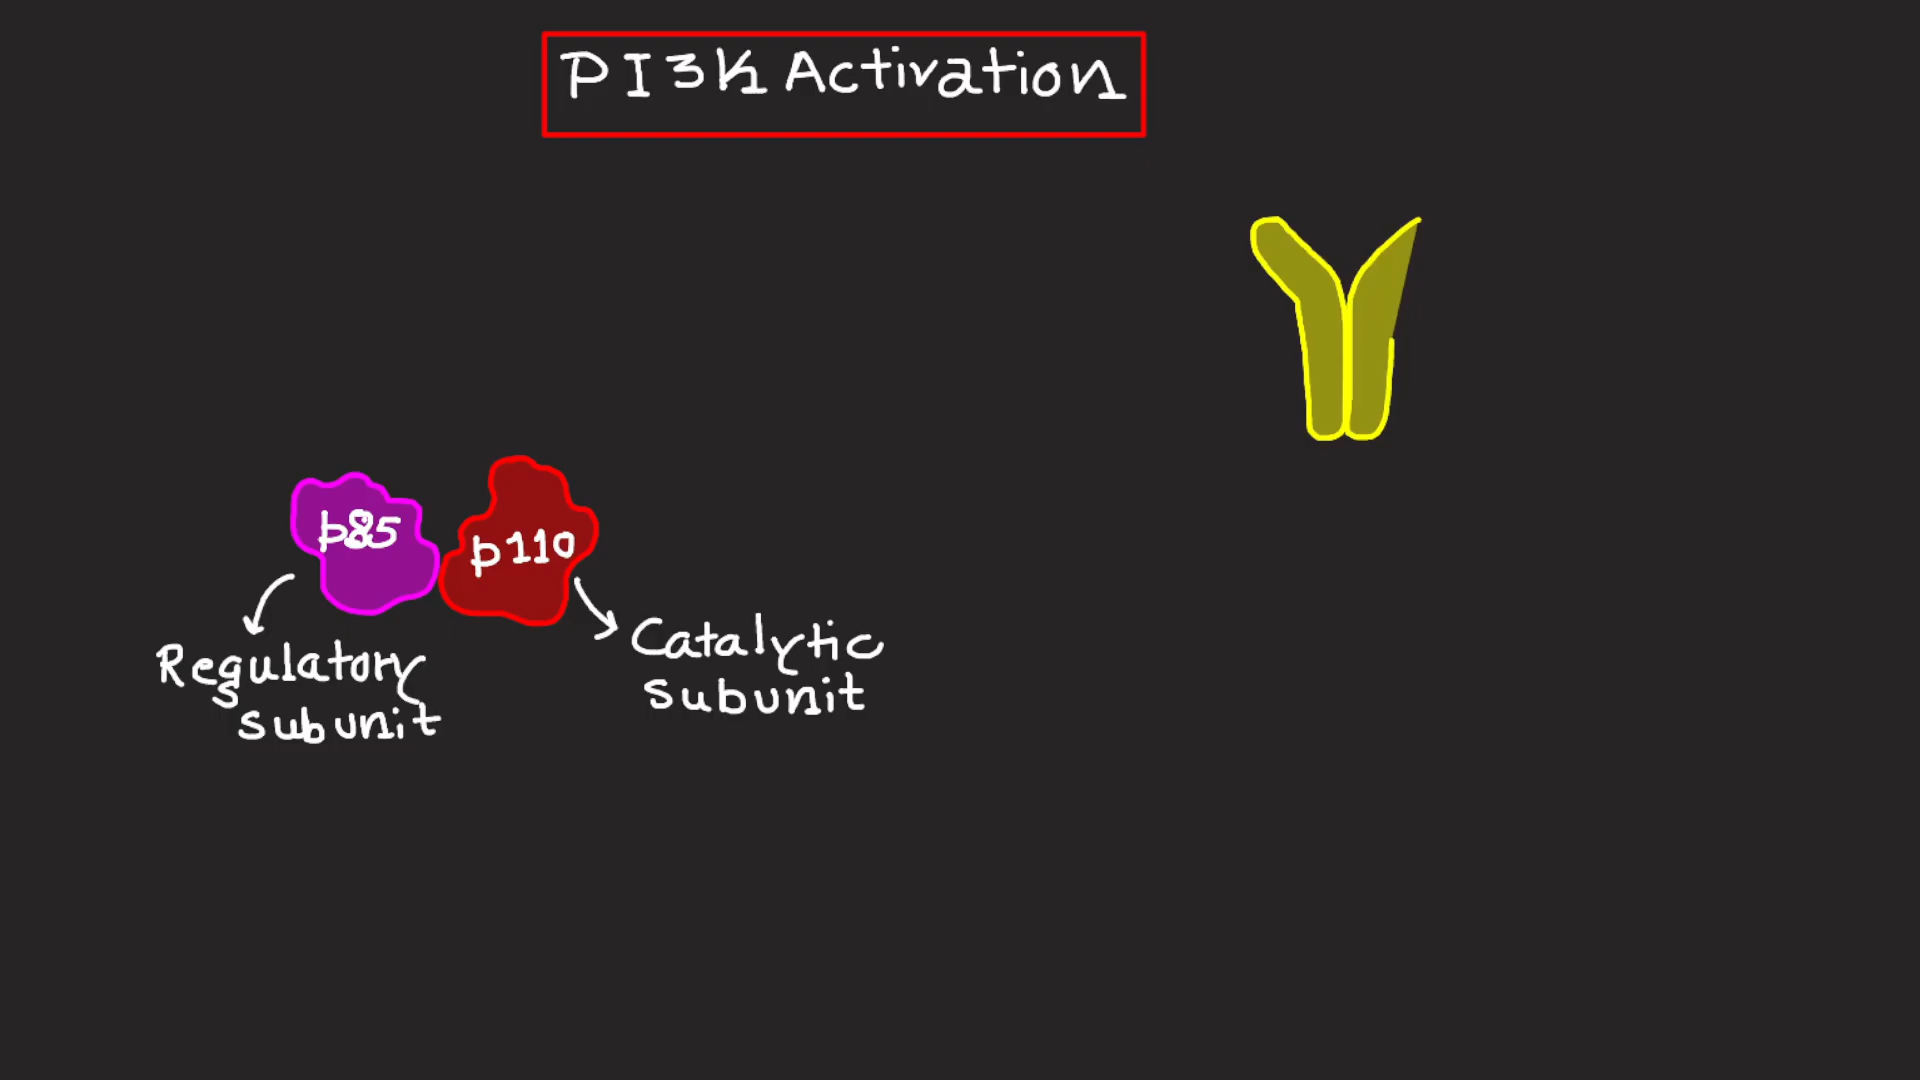 PI3K Activation
p85
p110
Regulatory
subunit
Catalytic
subunit